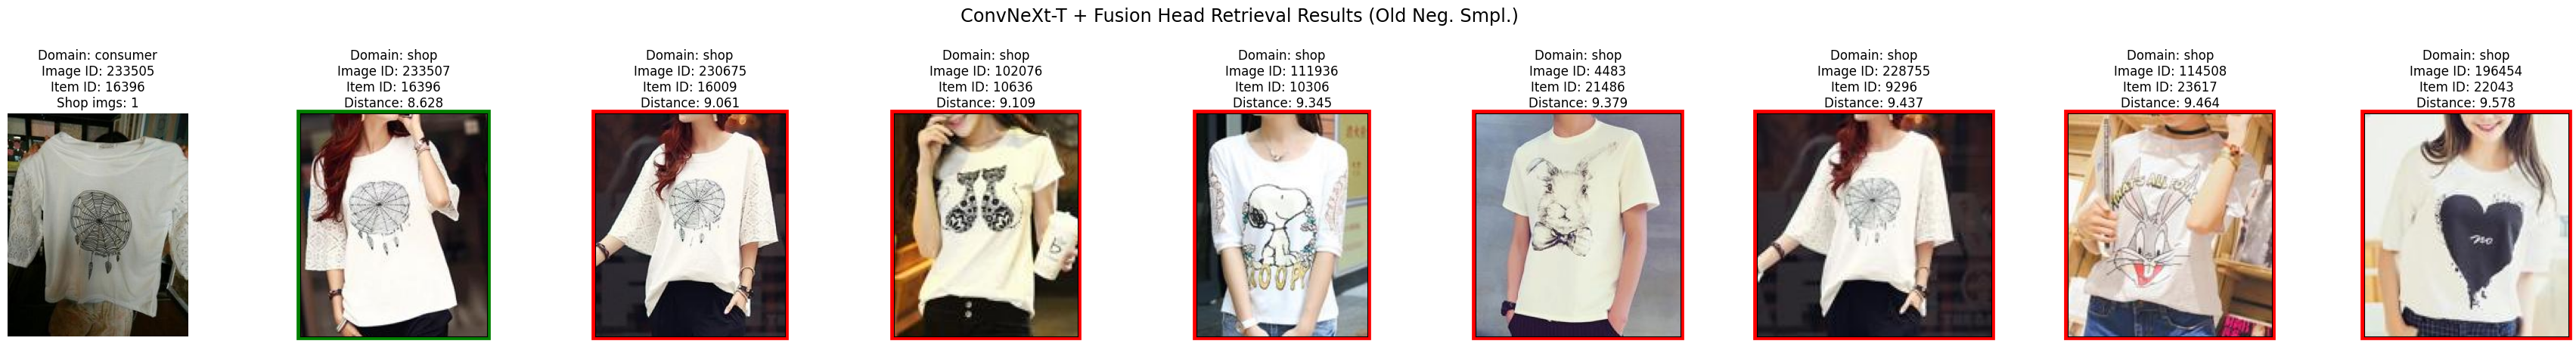 ConvNeXt-T + Fusion Head Retrieval Results (Old Neg. Smpl.)
Domain: consumer
Image ID: 233505
Item ID: 16396
Shop imgs: 1
Domain: shop
Image ID: 233507
Item ID: 16396
Distance: 8.628
Domain: shop
Image ID: 230675
Item ID: 16009
Distance: 9.061
Domain: shop
Image ID: 102076
Item ID: 10636
Distance: 9.109
Domain: shop
Image ID: 111936
Item ID: 10306
Distance: 9.345
Domain: shop
Image ID: 4483
Item ID: 21486
Distance: 9.379
Domain: shop
Image ID: 228755
Item ID: 9296
Distance: 9.437
Domain: shop
Image ID: 114508
Item ID: 23617
Distance: 9.464
Domain: shop
Image ID: 196454
Item ID: 22043
Distance: 9.578
no